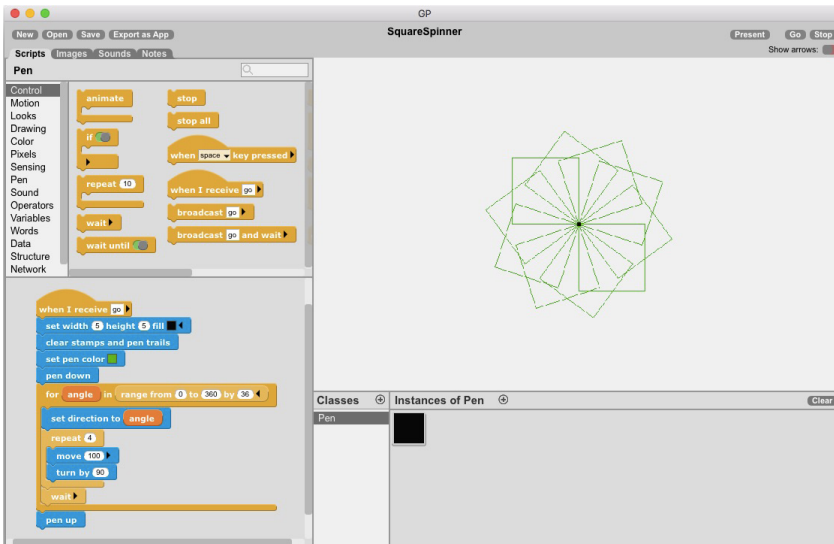 GP
New Open Save Export as App
SquareSpinner
Present Go Stop
Scripts Images Sounds Notes
Show arrows:
Pen
Control
Motion
Looks
Drawing
Color
Pixels
Sensing
Pen
Sound
Operators
Variables
Words
Data
Structure
Network
animate
if
repeat 10
wait
wait until
stop
stop all
when space key pressed
when I receive go
broadcast go
broadcast go and wait
when I receive go
set width 5 height 5 fill
clear stamps and pen trails
set pen color
pen down
for angle in range from 0 to 360 by 36
set direction to angle
repeat 4
move 100
turn by 90
wait
pen up
Classes
Pen
Instances of Pen
Clear